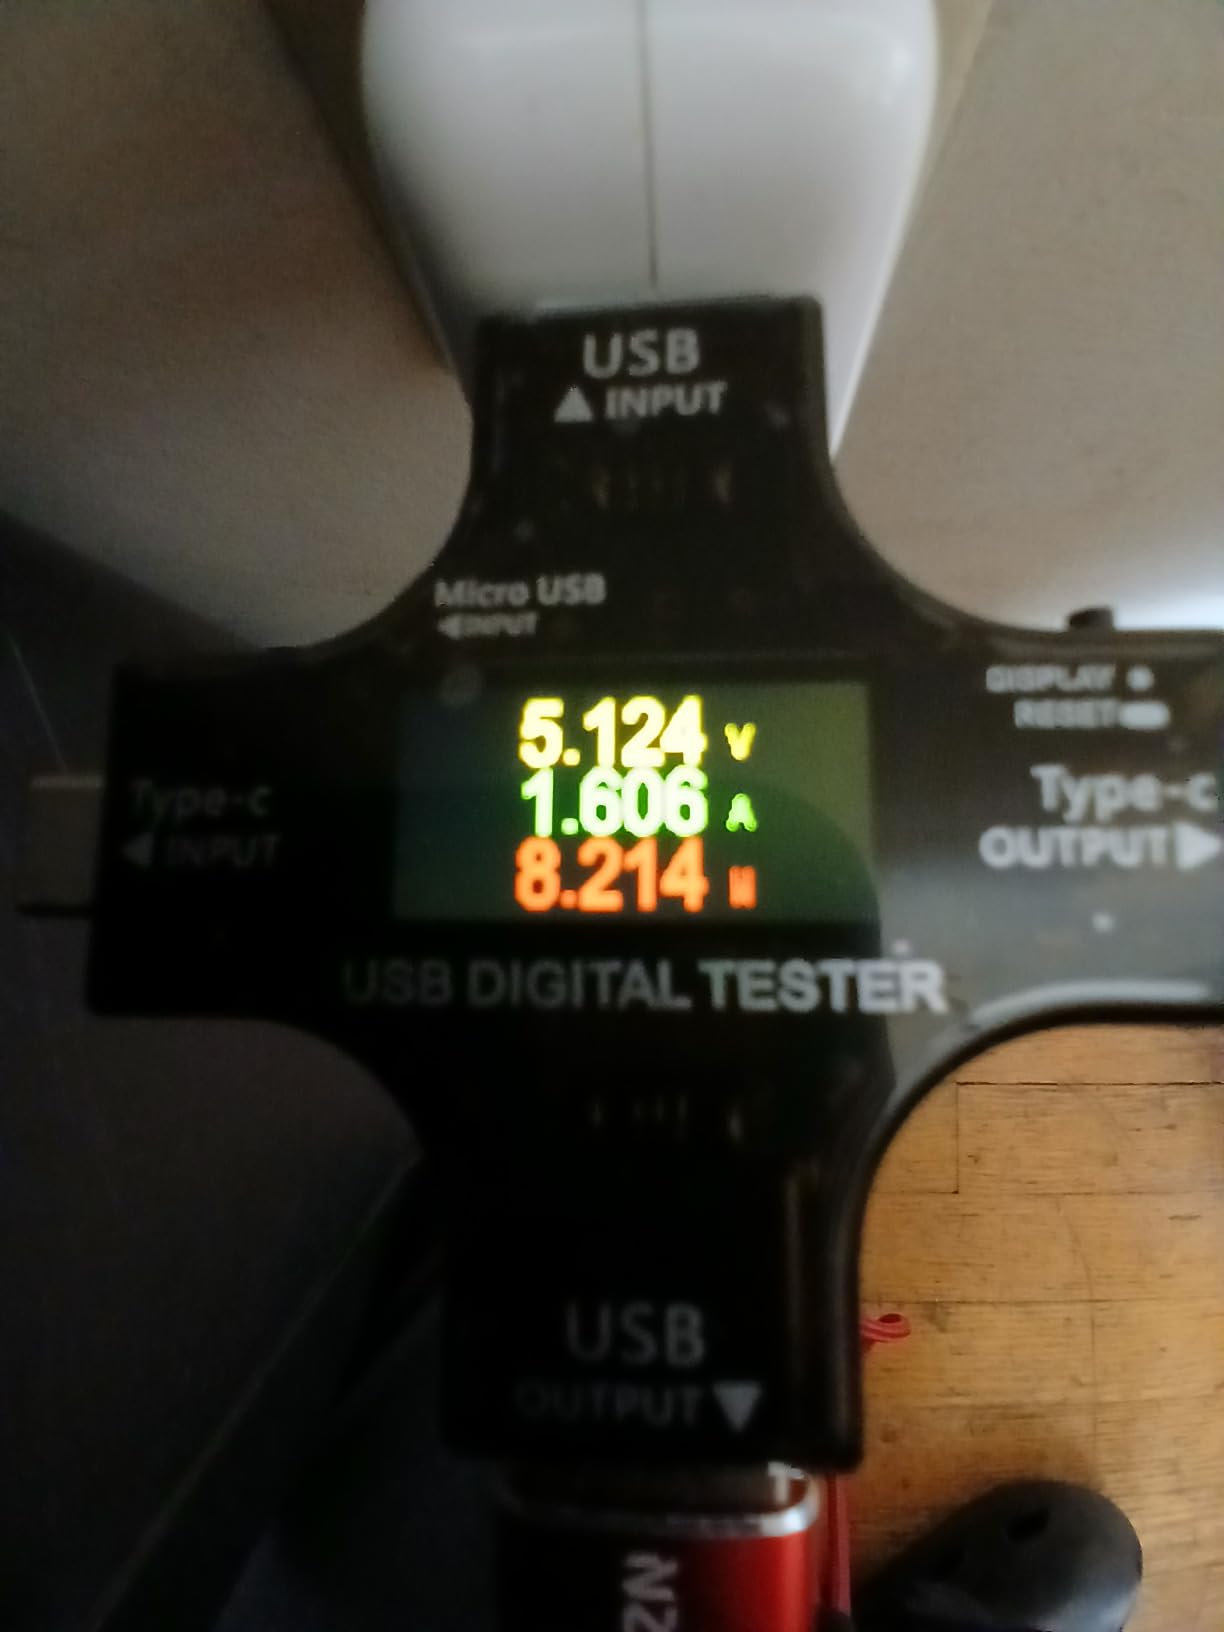 USB
▲ INPUT
Micro USB
◀INPUT
DISPLAY
RESET
5.124 V
1.606 A
8.214 W
Type-c
◀ INPUT
Type-c
OUTPUT▶
USB DIGITAL TESTER
USB
OUTPUT ▼
NZ